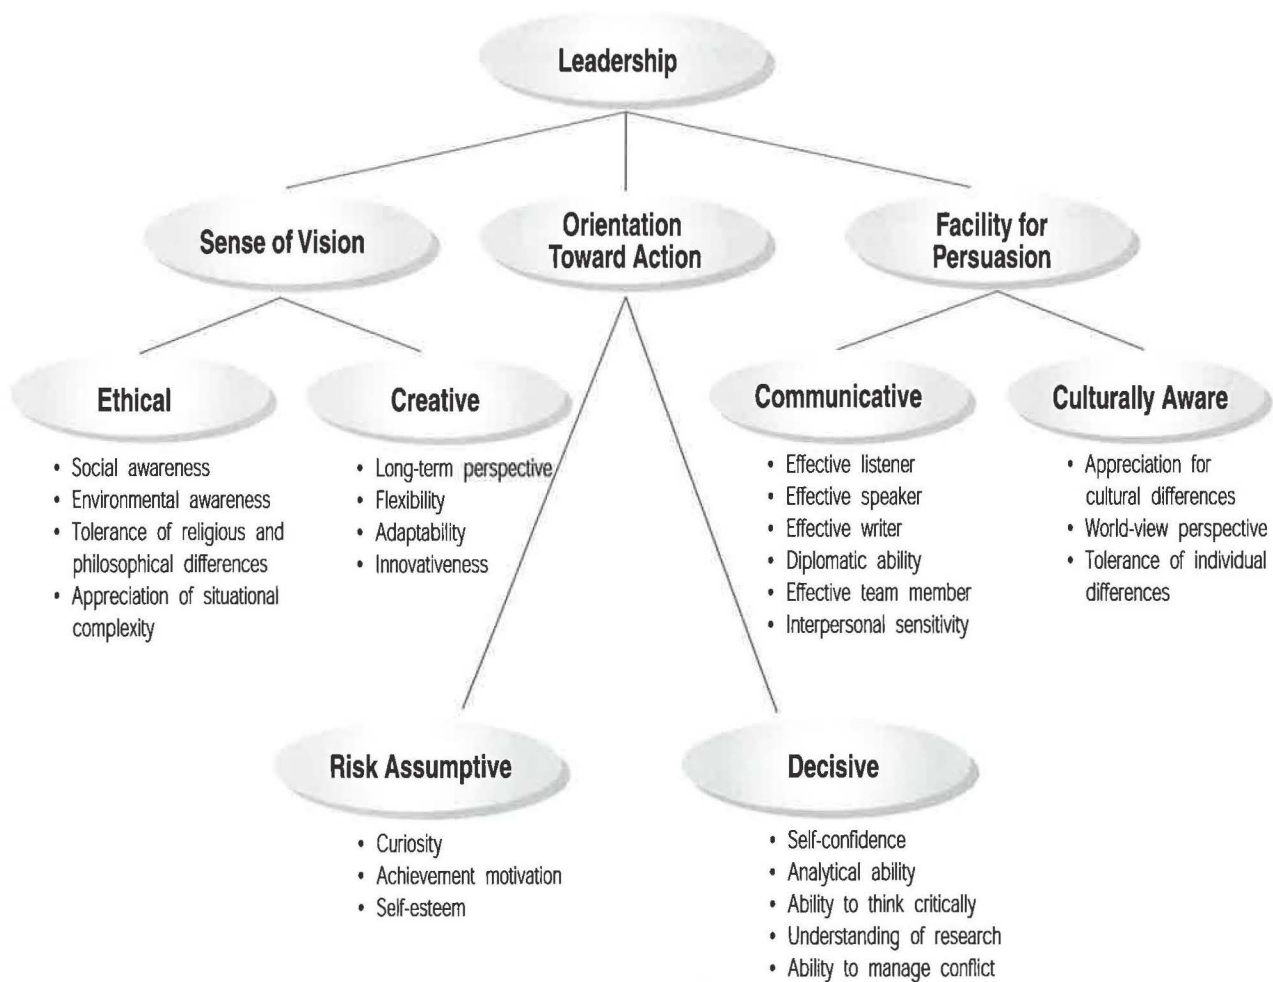 Leadership
Sense of Vision
Orientation
Toward Action
Facility for
Persuasion
Ethical
• Social awareness
• Environmental awareness
• Tolerance of religious and
philosophical differences
• Appreciation of situational
complexity
Creative
• Long-term perspective
• Flexibility
• Adaptability
• Innovativeness
Communicative
• Effective listener
• Effective speaker
• Effective writer
• Diplomatic ability
• Effective team member
• Interpersonal sensitivity
Culturally Aware
• Appreciation for
cultural differences
• World-view perspective
• Tolerance of individual
differences
Risk Assumptive
• Curiosity
• Achievement motivation
• Self-esteem
Decisive
• Self-confidence
• Analytical ability
• Ability to think critically
• Understanding of research
• Ability to manage conflict